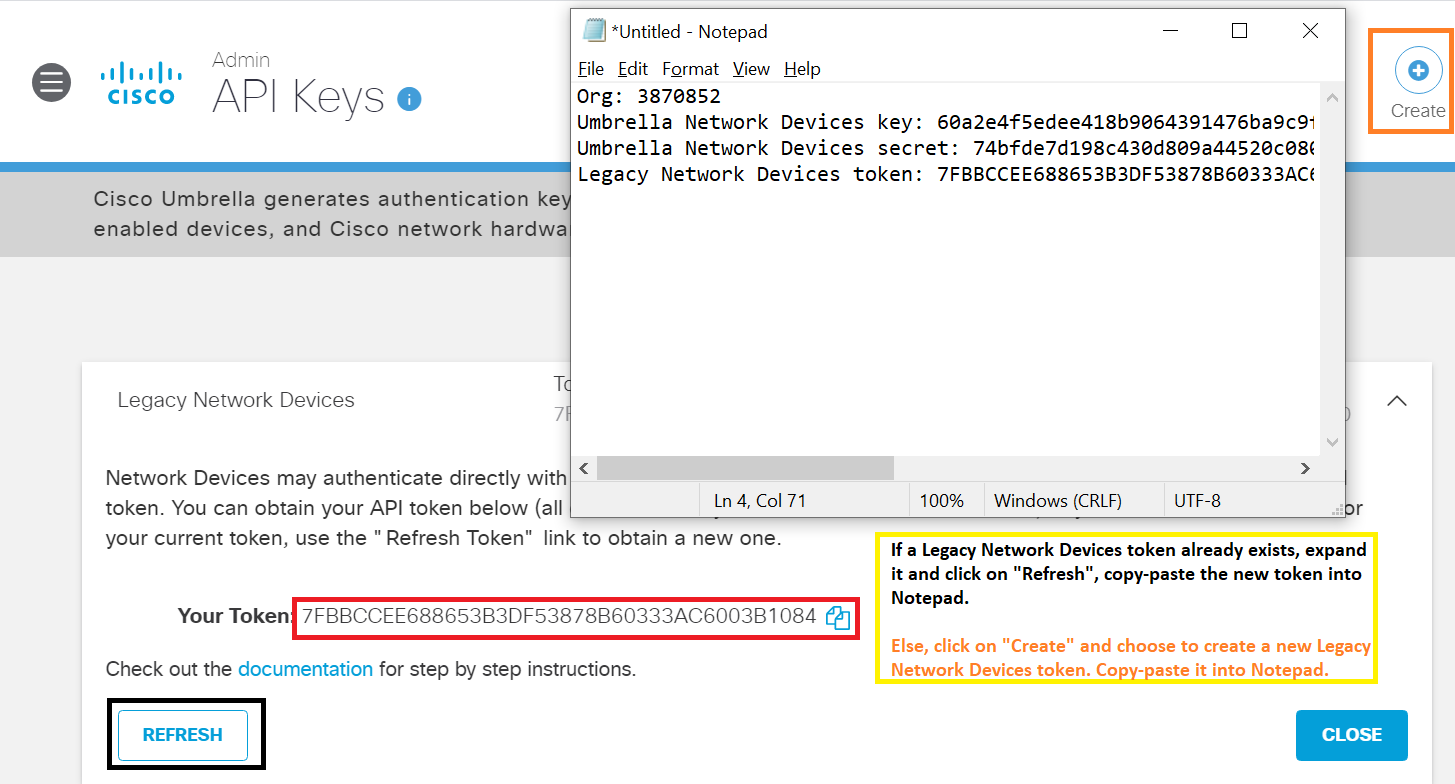 Admin
API Keys
CISCO
Create
*Untitled - Notepad
File Edit Format View Help
Org: 3870852
Umbrella Network Devices key: 60a2e4f5edee418b9064391476ba9c9f
Umbrella Network Devices secret: 74bfde7d198c430d809a44520c080
Legacy Network Devices token: 7FBBCCEE688653B3DF53878B60333AC6
Ln 4, Col 71 100% Windows (CRLF) UTF-8
Cisco Umbrella generates authentication key
enabled devices, and Cisco network hardwa
Legacy Network Devices
Network Devices may authenticate directly with
token. You can obtain your API token below (all or
your current token, use the "Refresh Token" link to obtain a new one.
Your Token: 7FBBCCEE688653B3DF53878B60333AC6003B1084
Check out the documentation for step by step instructions.
REFRESH
If a Legacy Network Devices token already exists, expand
it and click on "Refresh", copy-paste the new token into
Notepad.
Else, click on "Create" and choose to create a new Legacy
Network Devices token. Copy-paste it into Notepad.
CLOSE